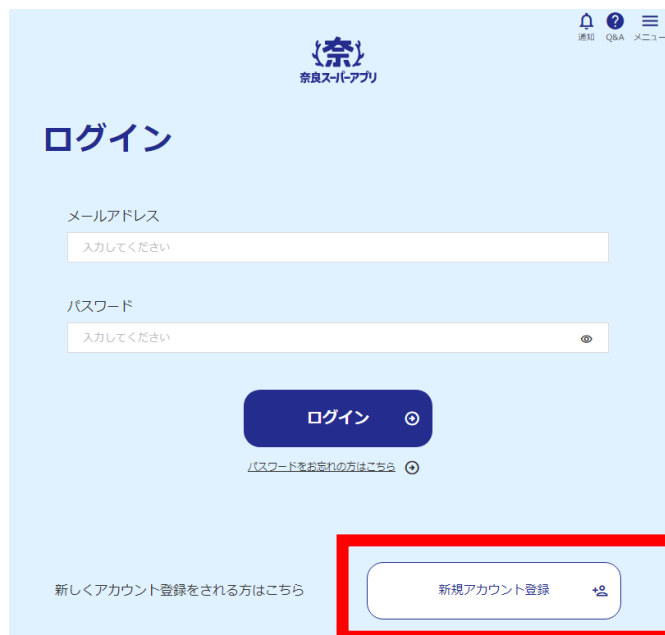 通知 Q&A メニュー
奈
奈良スーパーアプリ
ログイン
メールアドレス
入力してください
パスワード
入力してください
ログイン
パスワードをお忘れの方はこちら
新しくアカウント登録をされる方はこちら
新規アカウント登録